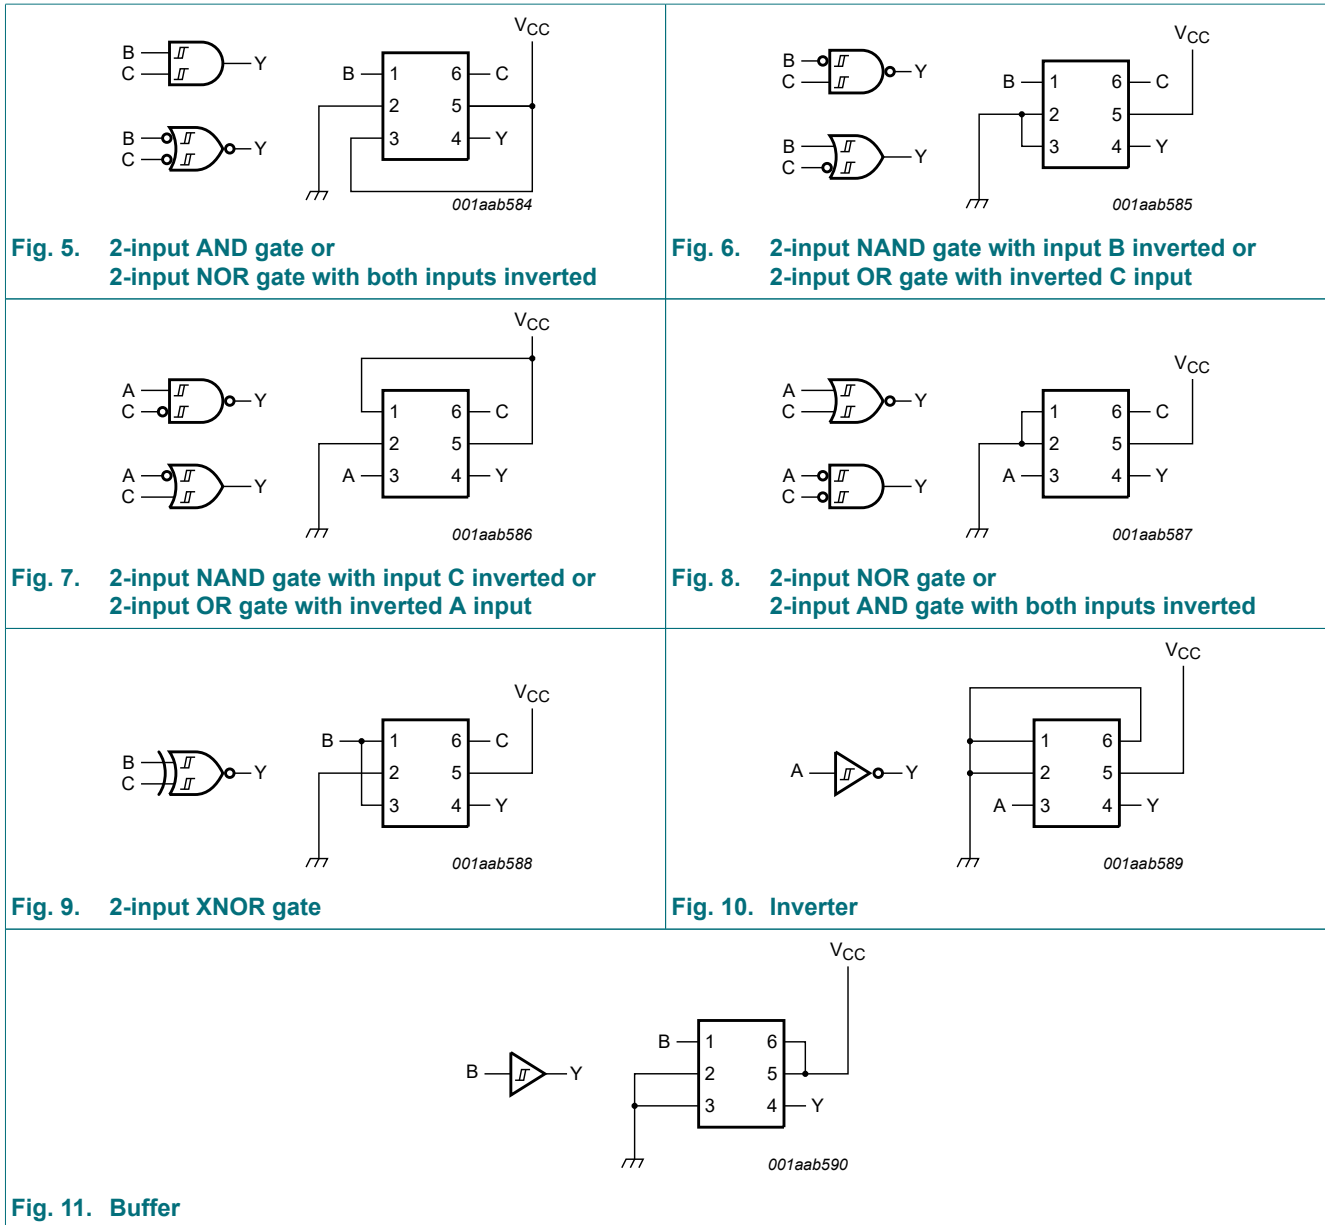 VCC
B
C
Y
B
C
Y
B 1 6 C
2 5
3 4 Y
001aab584
Fig. 5. 2-input AND gate or
2-input NOR gate with both inputs inverted
VCC
B
C
Y
B
C
Y
B 1 6 C
2 5
3 4 Y
001aab585
Fig. 6. 2-input NAND gate with input B inverted or
2-input OR gate with inverted C input
VCC
A
C
Y
A
C
Y
1 6 C
2 5
A 3 4 Y
001aab586
Fig. 7. 2-input NAND gate with input C inverted or
2-input OR gate with inverted A input
VCC
A
C
Y
A
C
Y
1 6 C
2 5
A 3 4 Y
001aab587
Fig. 8. 2-input NOR gate or
2-input AND gate with both inputs inverted
VCC
B
C
Y
B 1 6 C
2 5
3 4 Y
001aab588
Fig. 9. 2-input XNOR gate
VCC
A
Y
1 6
2 5
A 3 4 Y
001aab589
Fig. 10. Inverter
VCC
B
Y
B 1 6
2 5
3 4 Y
001aab590
Fig. 11. Buffer